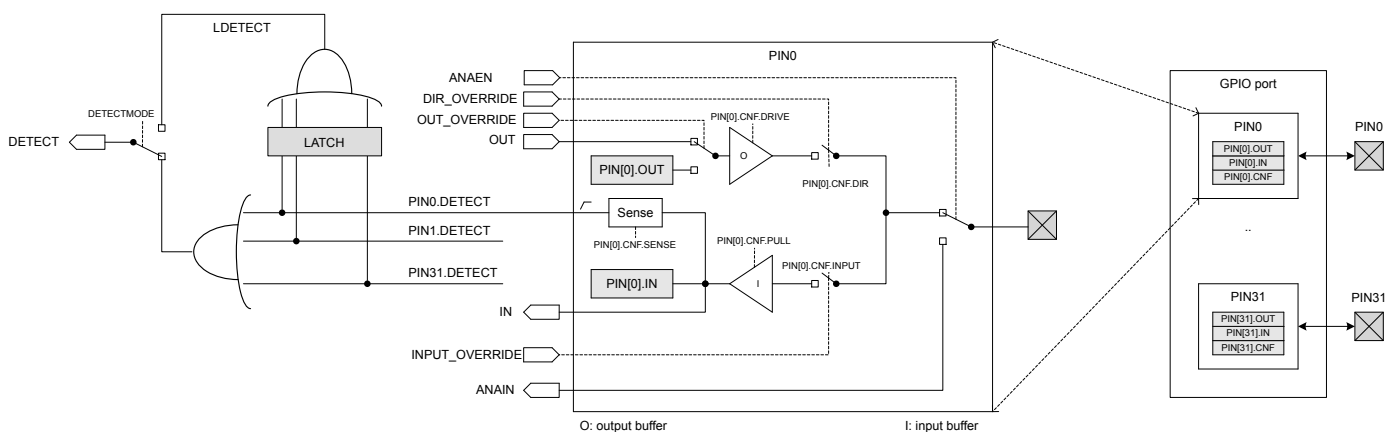 LDETECT
DETECTMODE
DETECT
LATCH
PIN0.DETECT
PIN1.DETECT
PIN31.DETECT
ANAEN
DIR_OVERRIDE
OUT_OVERRIDE
OUT
IN
INPUT_OVERRIDE
ANAIN
PIN0
PIN[0].CNF.DRIVE
O
PIN[0].OUT
PIN[0].CNF.DIR
Sense
PIN[0].CNF.SENSE
PIN[0].CNF.PULL
PIN[0].CNF.INPUT
PIN[0].IN
I
O: output buffer
I: input buffer
GPIO port
PIN0
PIN[0].OUT
PIN[0].IN
PIN[0].CNF
PIN0
..
PIN31
PIN[31].OUT
PIN[31].IN
PIN[31].CNF
PIN31